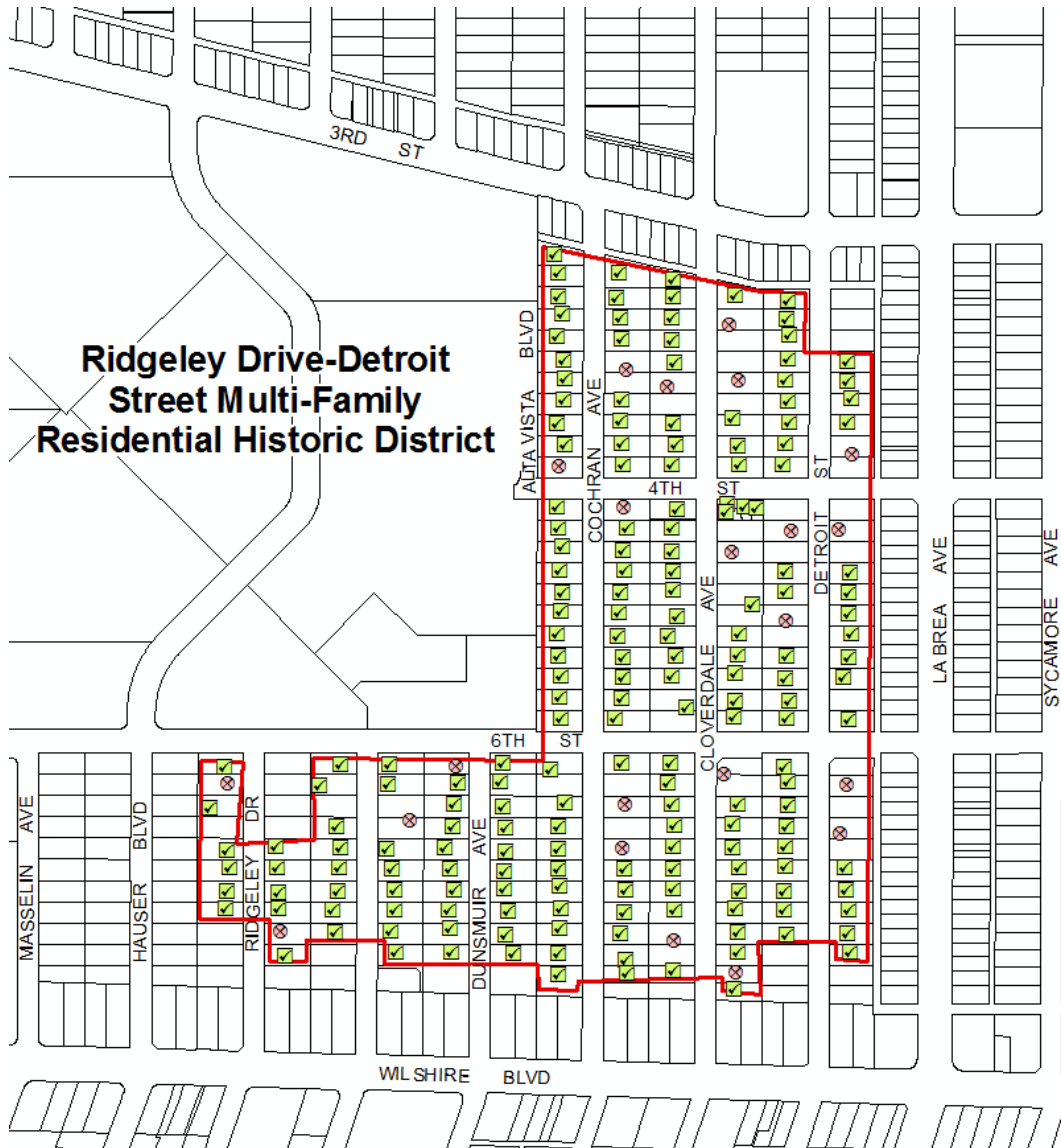 3RD ST
Ridgeley Drive-Detroit
Street Multi-Family
Residential Historic District
ALTA VISTA BLVD
COCHRAN AVE
4TH ST
DETROIT ST
CLOVERDALE AVE
LA BREA AVE
SYCAMORE AVE
6TH ST
MASSELIN AVE
HAUSER BLVD
RIDGELEY DR
DUNSMUIR AVE
WILSHIRE BLVD